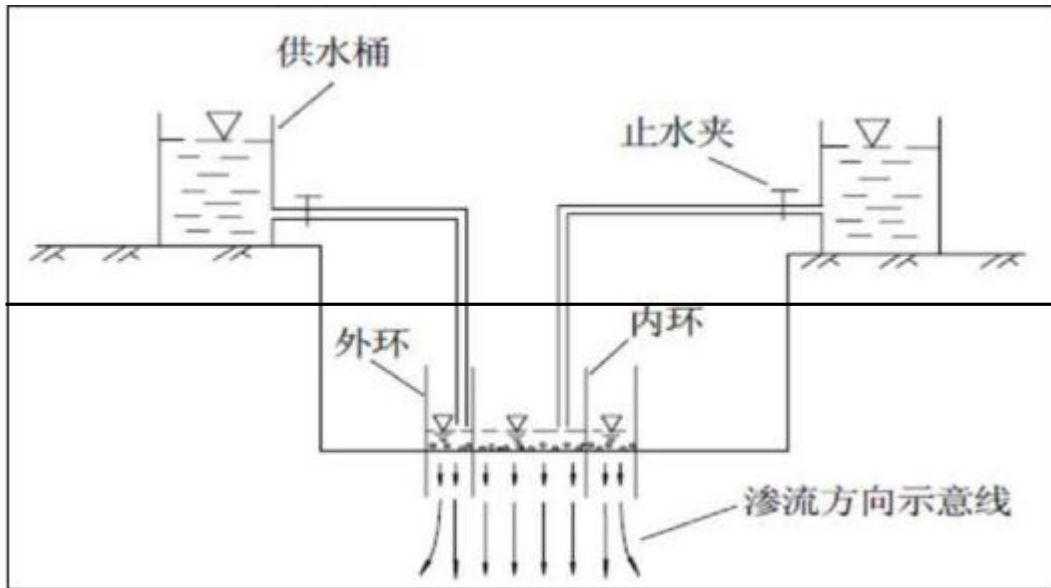 供水桶
止水夹
外环
内环
渗流方向示意线